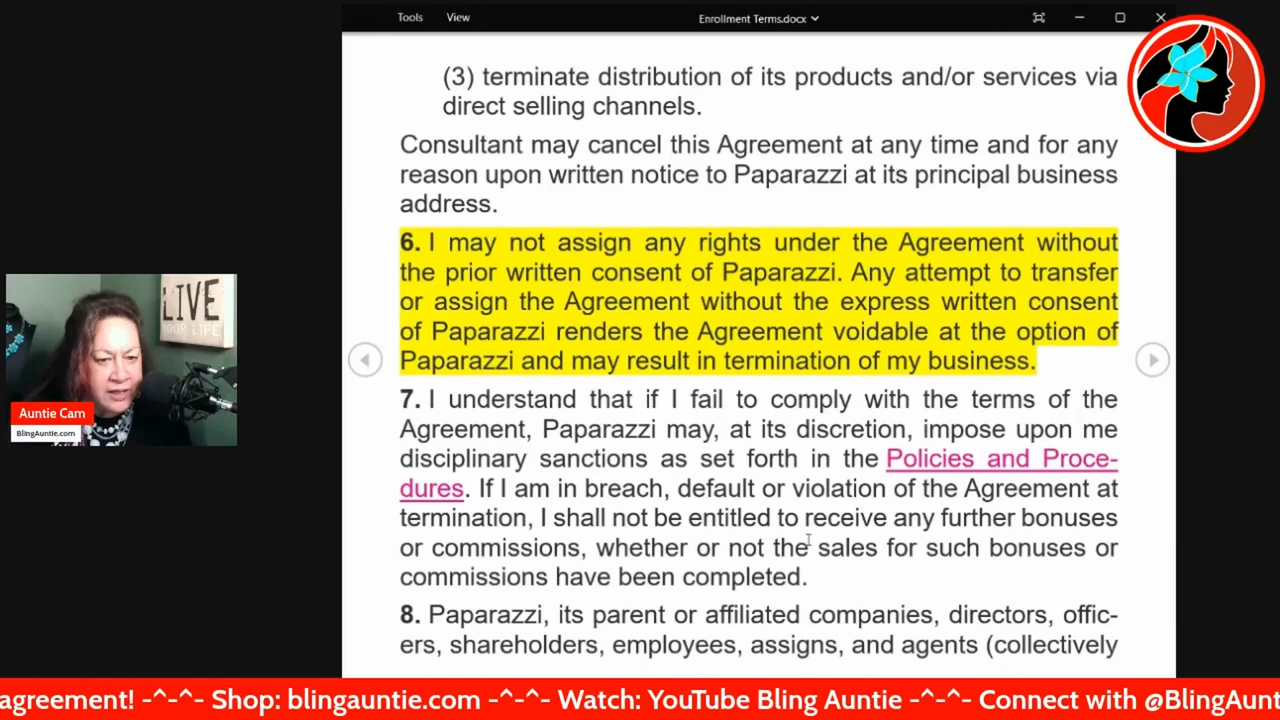 Tools View Enrollment Terms.docx
(3) terminate distribution of its products and/or services via
direct selling channels.
Consultant may cancel this Agreement at any time and for any
reason upon written notice to Paparazzi at its principal business
address.
6. I may not assign any rights under the Agreement without
the prior written consent of Paparazzi. Any attempt to transfer
or assign the Agreement without the express written consent
of Paparazzi renders the Agreement voidable at the option of
Paparazzi and may result in termination of my business.
7. I understand that if I fail to comply with the terms of the
Agreement, Paparazzi may, at its discretion, impose upon me
disciplinary sanctions as set forth in the Policies and Proce-
dures. If I am in breach, default or violation of the Agreement at
termination, I shall not be entitled to receive any further bonuses
or commissions, whether or not the sales for such bonuses or
commissions have been completed.
8. Paparazzi, its parent or affiliated companies, directors, offic-
ers, shareholders, employees, assigns, and agents (collectively
LIVE
YOUR LIFE
Auntie Cam
BlingAuntie.com
agreement! -^-^- Shop: blingauntie.com -^-^- Watch: YouTube Bling Auntie -^-^- Connect with @BlingAunt